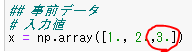 ## 事前データ
# 入力値
x = np.array([1., 2.,3.])